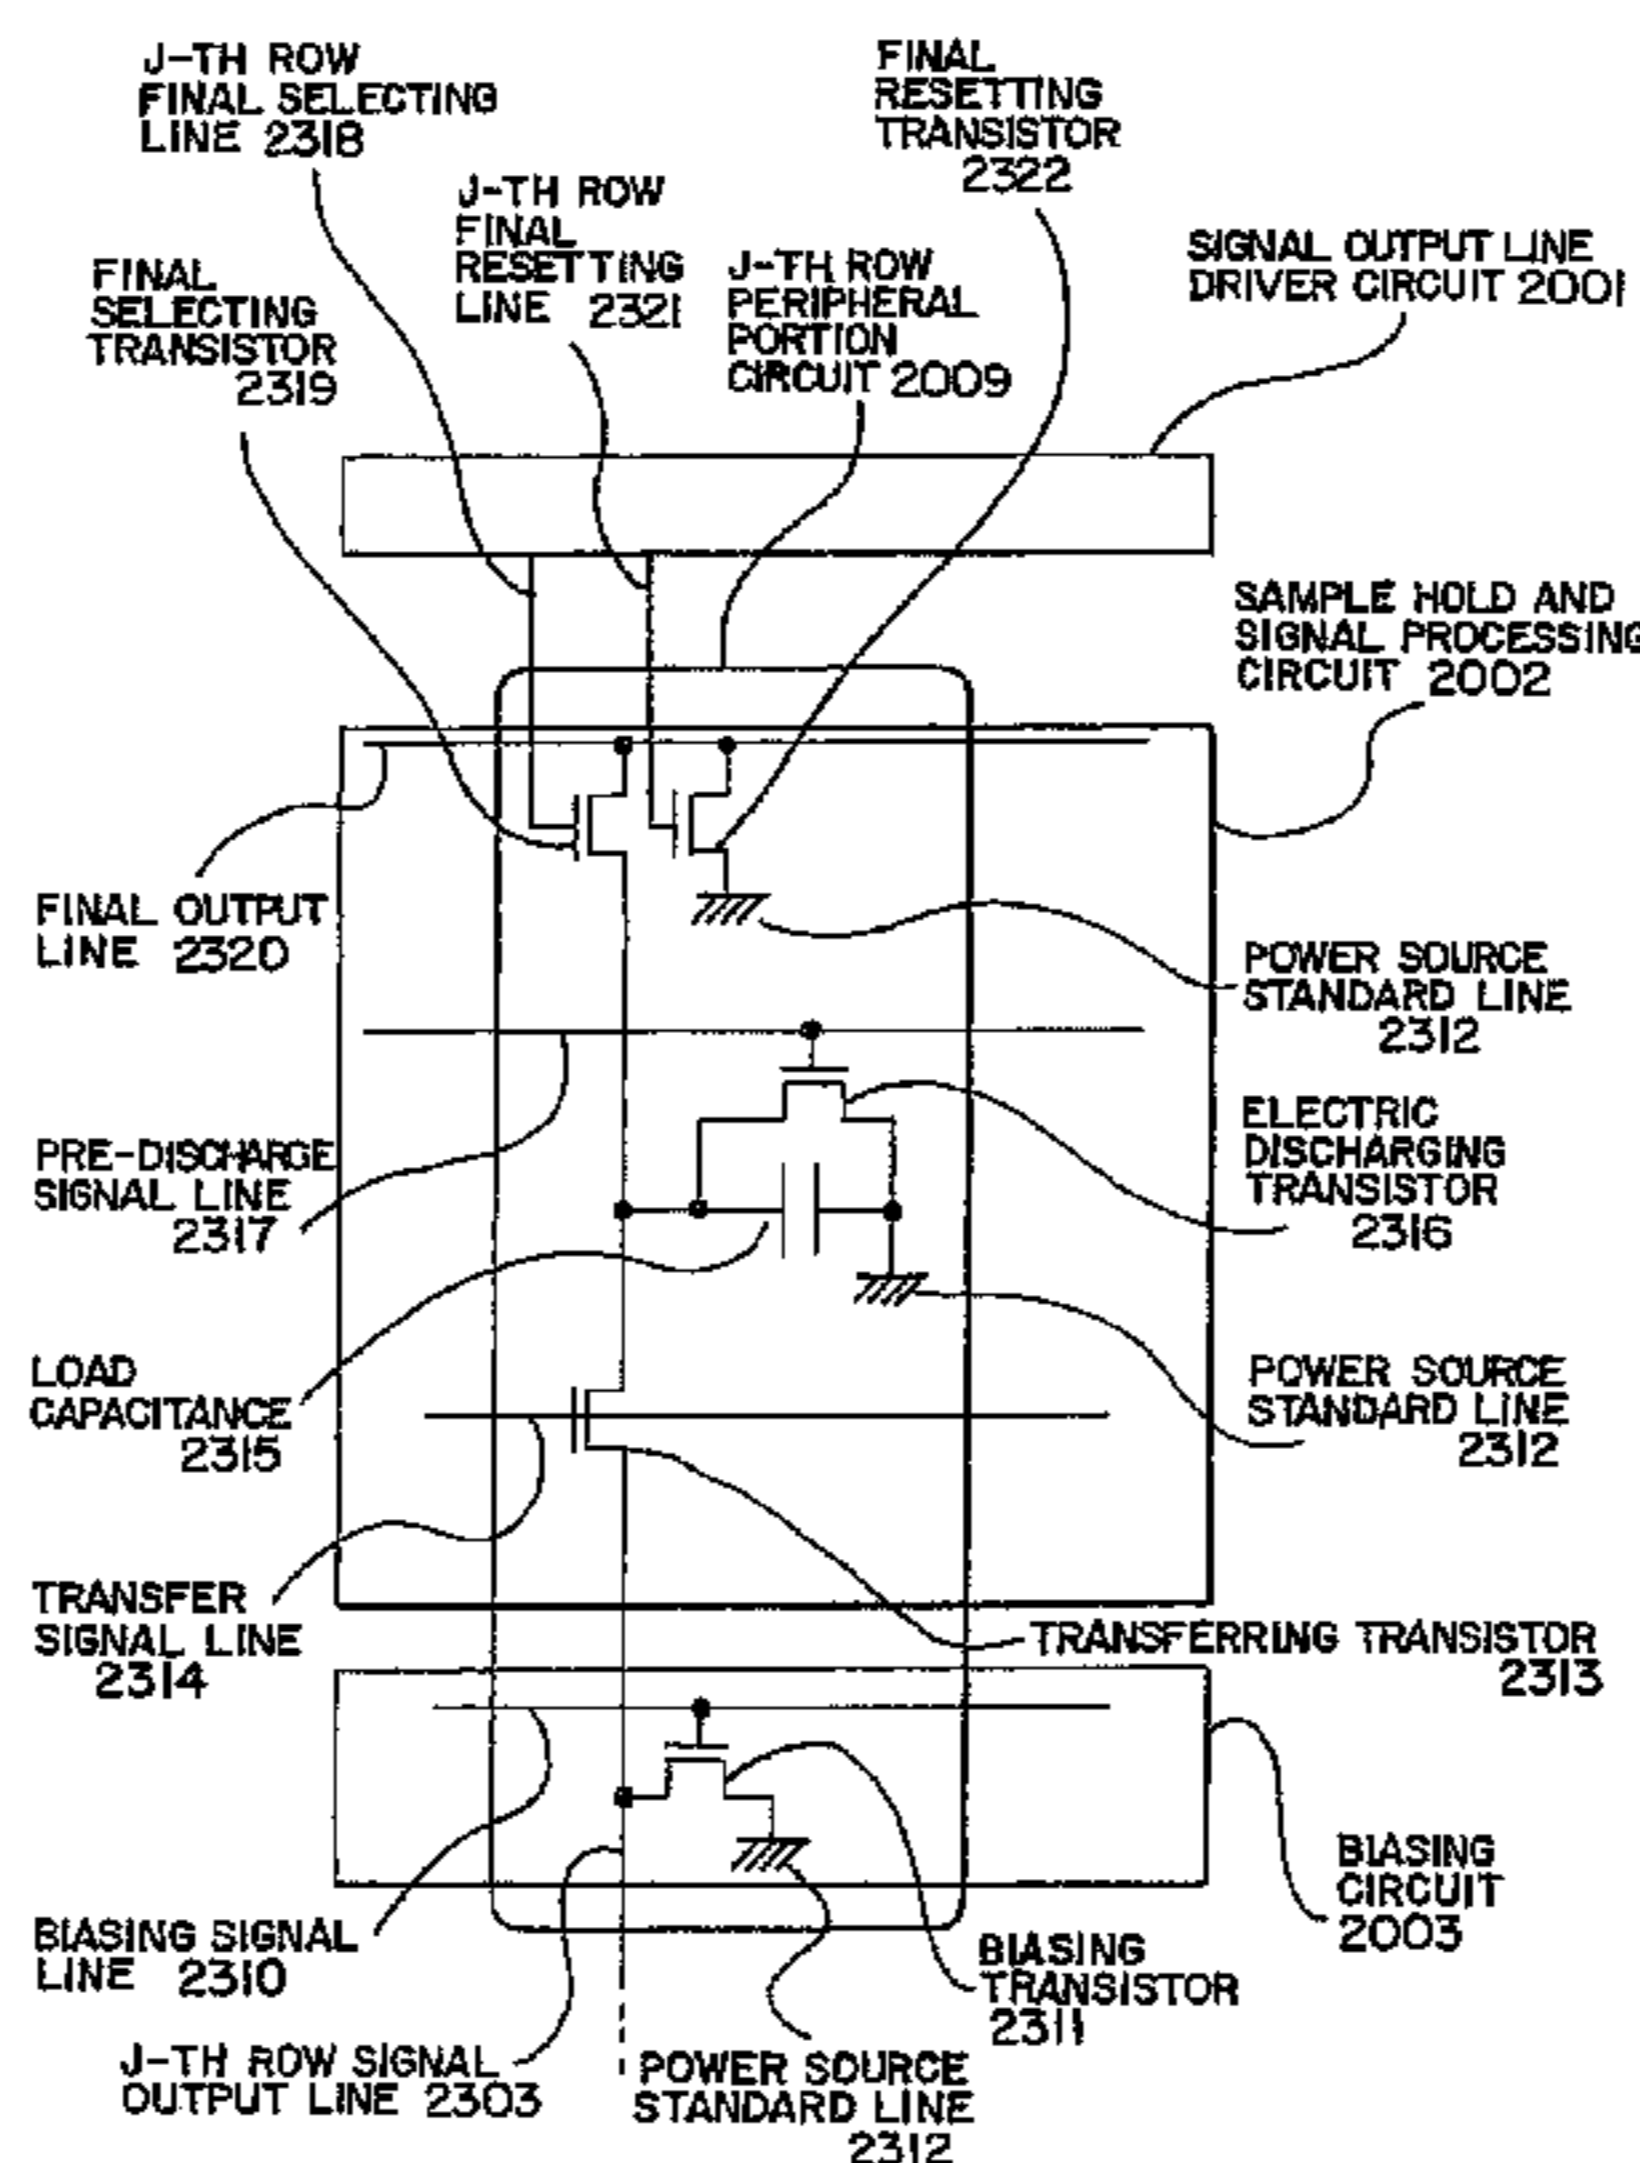 J-TH ROW
FINAL SELECTING
LINE 2318
FINAL
RESETTING
TRANSISTOR
2322
J-TH ROW
FINAL
RESETTING
LINE 2321
SIGNAL OUTPUT LINE
DRIVER CIRCUIT 2001
FINAL
SELECTING
TRANSISTOR
2319
J-TH ROW
PERIPHERAL
PORTION
CIRCUIT 2009
SAMPLE HOLD AND
SIGNAL PROCESSING
CIRCUIT 2002
FINAL OUTPUT
LINE 2320
POWER SOURCE
STANDARD LINE
2312
PRE-DISCHARGE
SIGNAL LINE
2317
ELECTRIC
DISCHARGING
TRANSISTOR
2316
LOAD
CAPACITANCE
2315
POWER SOURCE
STANDARD LINE
2312
TRANSFER
SIGNAL LINE
2314
TRANSFERRING TRANSISTOR
2313
BIASING
CIRCUIT
2003
BIASING SIGNAL
LINE 2310
BIASING
TRANSISTOR
2311
J-TH ROW SIGNAL
OUTPUT LINE 2303
POWER SOURCE
STANDARD LINE
2312